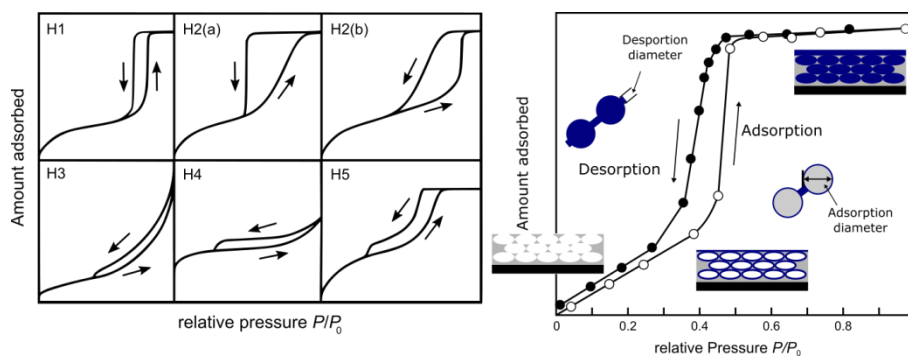 H1
H2(a)
H2(b)
H3
H4
H5
Amount adsorbed
relative pressure P/P₀
Desportion
diameter
Desorption
Adsorption
Adsorption
diameter
Amount adsorbed
0
0.2
0.4
0.6
0.8
relative Pressure P/P₀